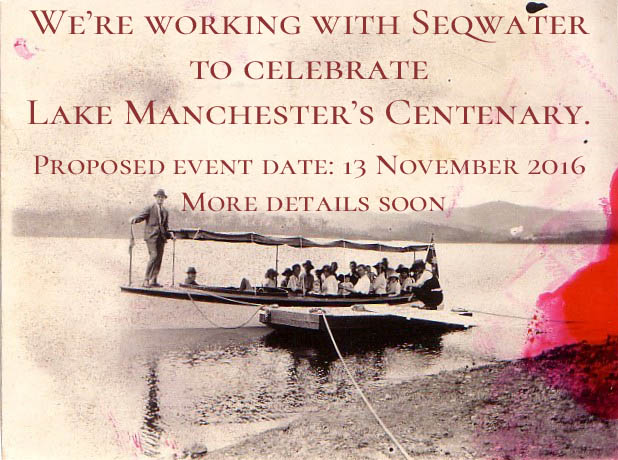 We're working with Seqwater
to celebrate
Lake Manchester's Centenary.
Proposed event date: 13 November 2016
More details soon